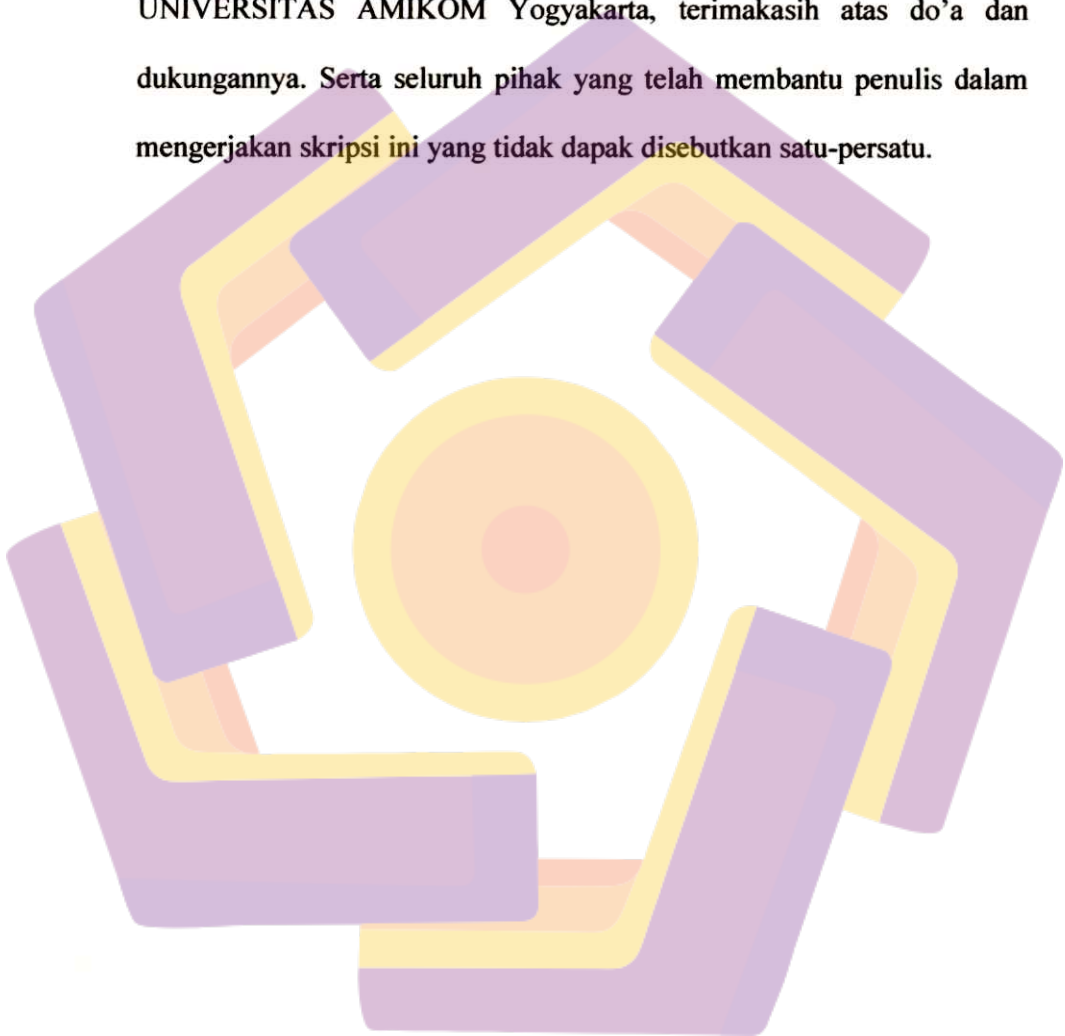 UNIVERSITAS AMIKOM Yogyakarta, terimakasih atas do'a dan
dukungannya. Serta seluruh pihak yang telah membantu penulis dalam
mengerjakan skripsi ini yang tidak dapak disebutkan satu-persatu.